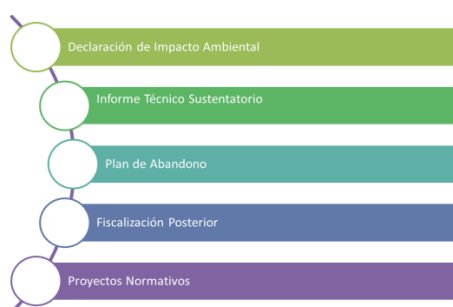 Declaración de Impacto Ambiental
Informe Técnico Sustentatorio
Plan de Abandono
Fiscalización Posterior
Proyectos Normativos